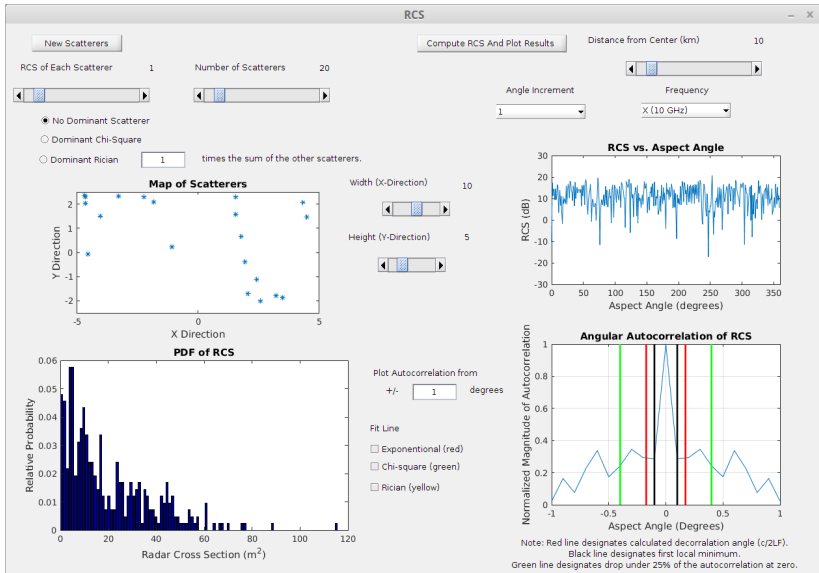 RCS
New Scatterers
Compute RCS And Plot Results
Distance from Center (km) 10
RCS of Each Scatterer 1
Number of Scatterers 20
Angle Increment
Frequency
1
X (10 GHz)
No Dominant Scatterer
Dominant Chi-Square
Dominant Rician 1 times the sum of the other scatterers.
Map of Scatterers
2
1
0
-1
-2
Y Direction
-5 0 5
X Direction
Width (X-Direction) 10
Height (Y-Direction) 5
RCS vs. Aspect Angle
30
20
10
0
-10
-20
-30
RCS (dB)
0 50 100 150 200 250 300 350
Aspect Angle (degrees)
PDF of RCS
0.06
0.05
0.04
0.03
0.02
0.01
0
Relative Probability
0 20 40 60 80 100 120
Radar Cross Section (m2)
Plot Autocorrelation from
+/- 1 degrees
Fit Line
Exponentional (red)
Chi-square (green)
Rician (yellow)
Angular Autocorrelation of RCS
1
0.8
0.6
0.4
0.2
0
Normalized Magnitude of Autocorrelation
-1 -0.5 0 0.5 1
Aspect Angle (Degrees)
Note: Red line designates calculated decorralation angle (c/2LF).
Black line designates first local minimum.
Green line designates drop under 25% of the autocorrelation at zero.